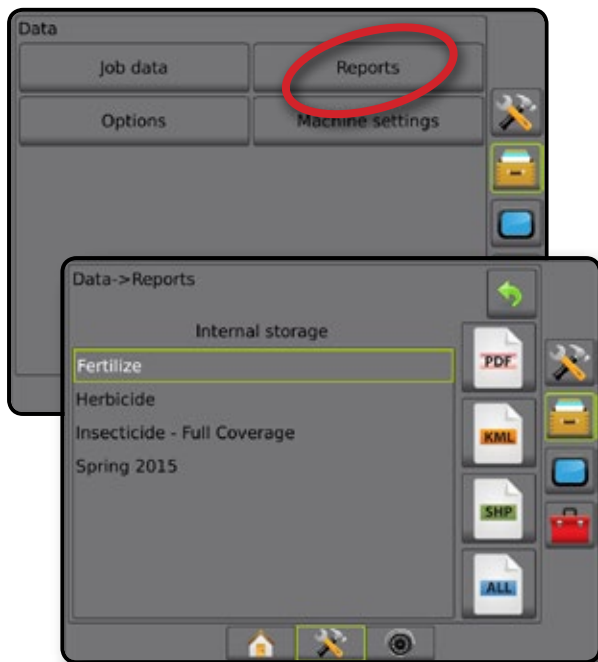 Data
Job data
Reports
Options
Machine settings
Data->Reports
Internal storage
Fertilize
Herbicide
Insecticide - Full Coverage
Spring 2015
PDF
KML
SHP
ALL